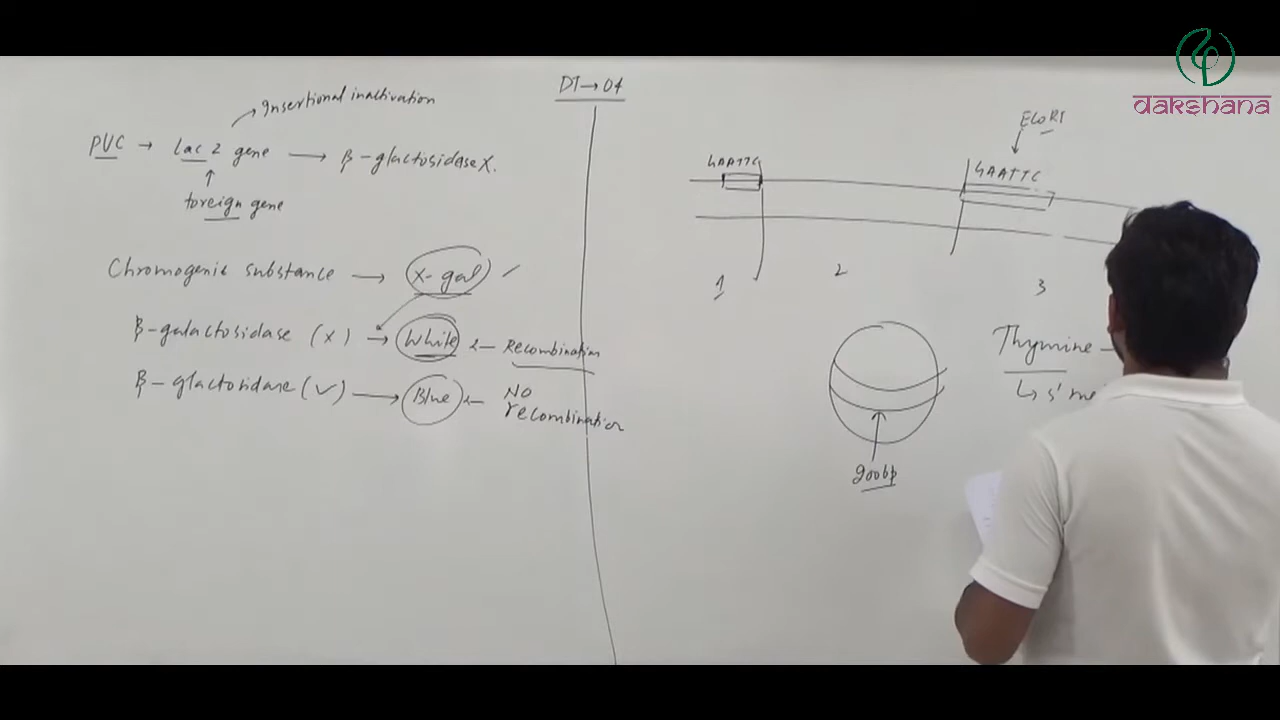 dakshana
DT → 04
Insertional inactivation
PUC → lac z gene → β-glactosidase X.
foreign gene
Chromogenic substance → X-gal ✓
β-galactosidase (X) → White ← Recombination
β-glactosidase (✓) → Blue ← NO recombination
EcoRI
GAATTC
GAATTC
1 2 3
Thymine –
↳ 5'
900bp